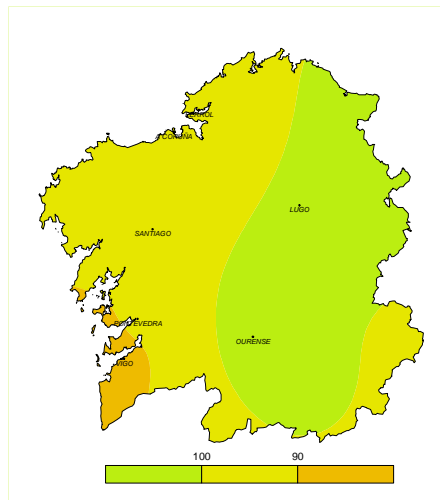 FERROL
A CORUÑA
LUGO
SANTIAGO
PONTEVEDRA
OURENSE
VIGO
100 90